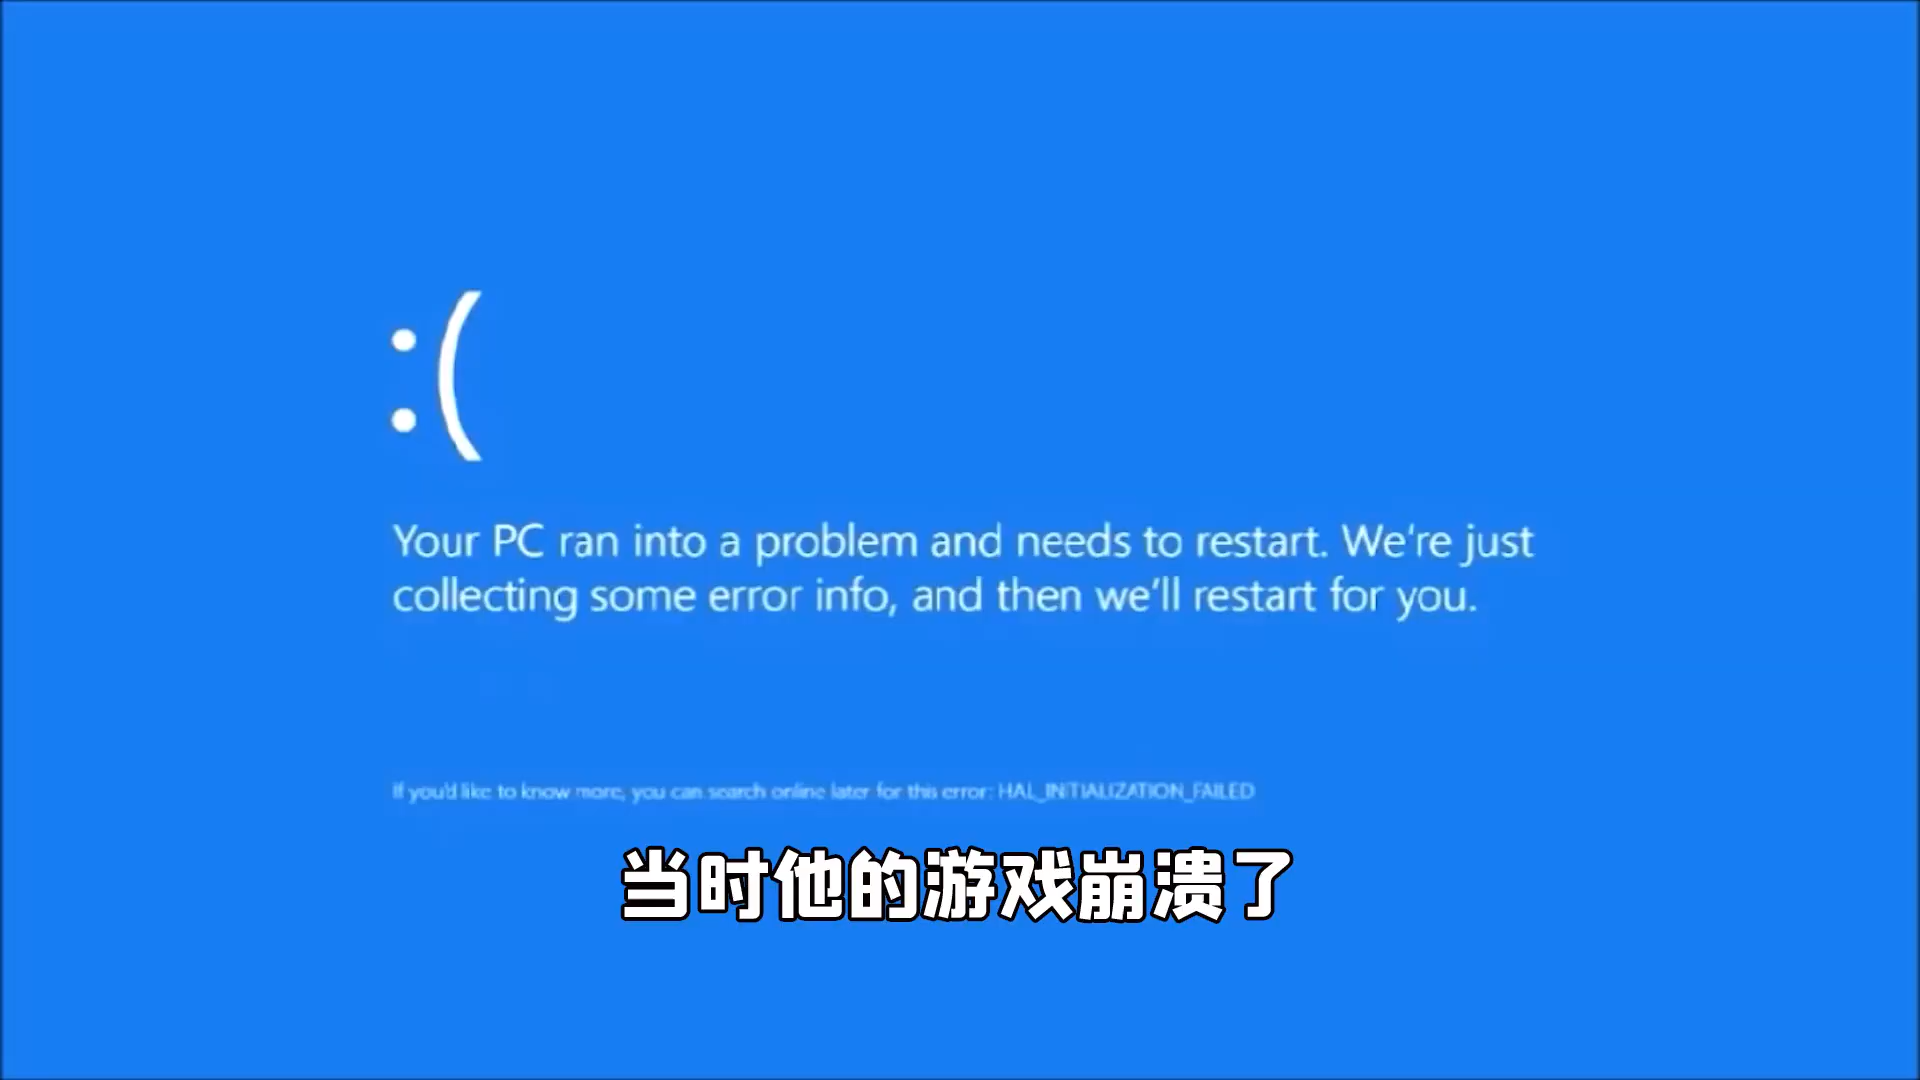 :(
Your PC ran into a problem and needs to restart. We're just
collecting some error info, and then we'll restart for you.
If you'd like to know more, you can search online later for this error: HAL_INITIALIZATION_FAILED
当时他的游戏崩溃了